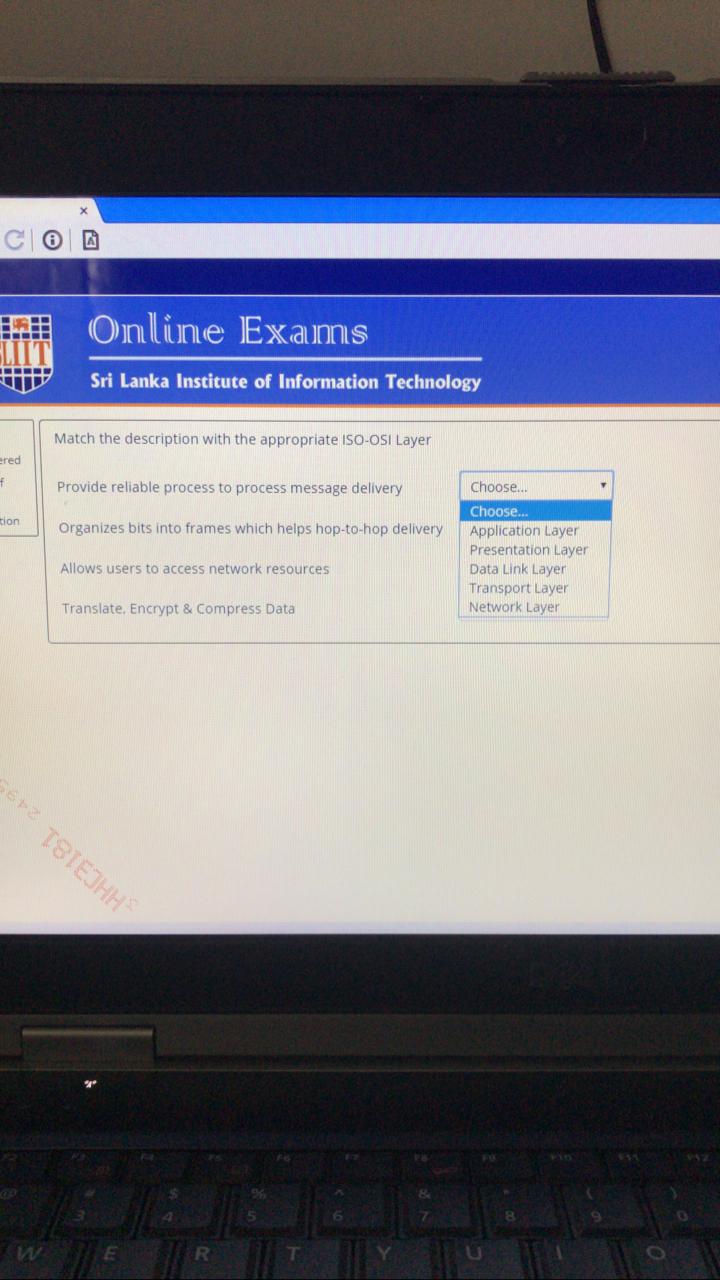 ×
SLIIT
Online Exams
Sri Lanka Institute of Information Technology
ered
f
tion
Match the description with the appropriate ISO-OSI Layer
Provide reliable process to process message delivery
Choose...
Choose...
Organizes bits into frames which helps hop-to-hop delivery
Application Layer
Presentation Layer
Allows users to access network resources
Data Link Layer
Transport Layer
Translate, Encrypt & Compress Data
Network Layer
DELL
F2 F3 F4 F5 F6 F7 F8 F9 F10 F11 F12
@ # $ % ^ & * ( )
3 4 5 6 7 8 9 0
W E R T Y U I O